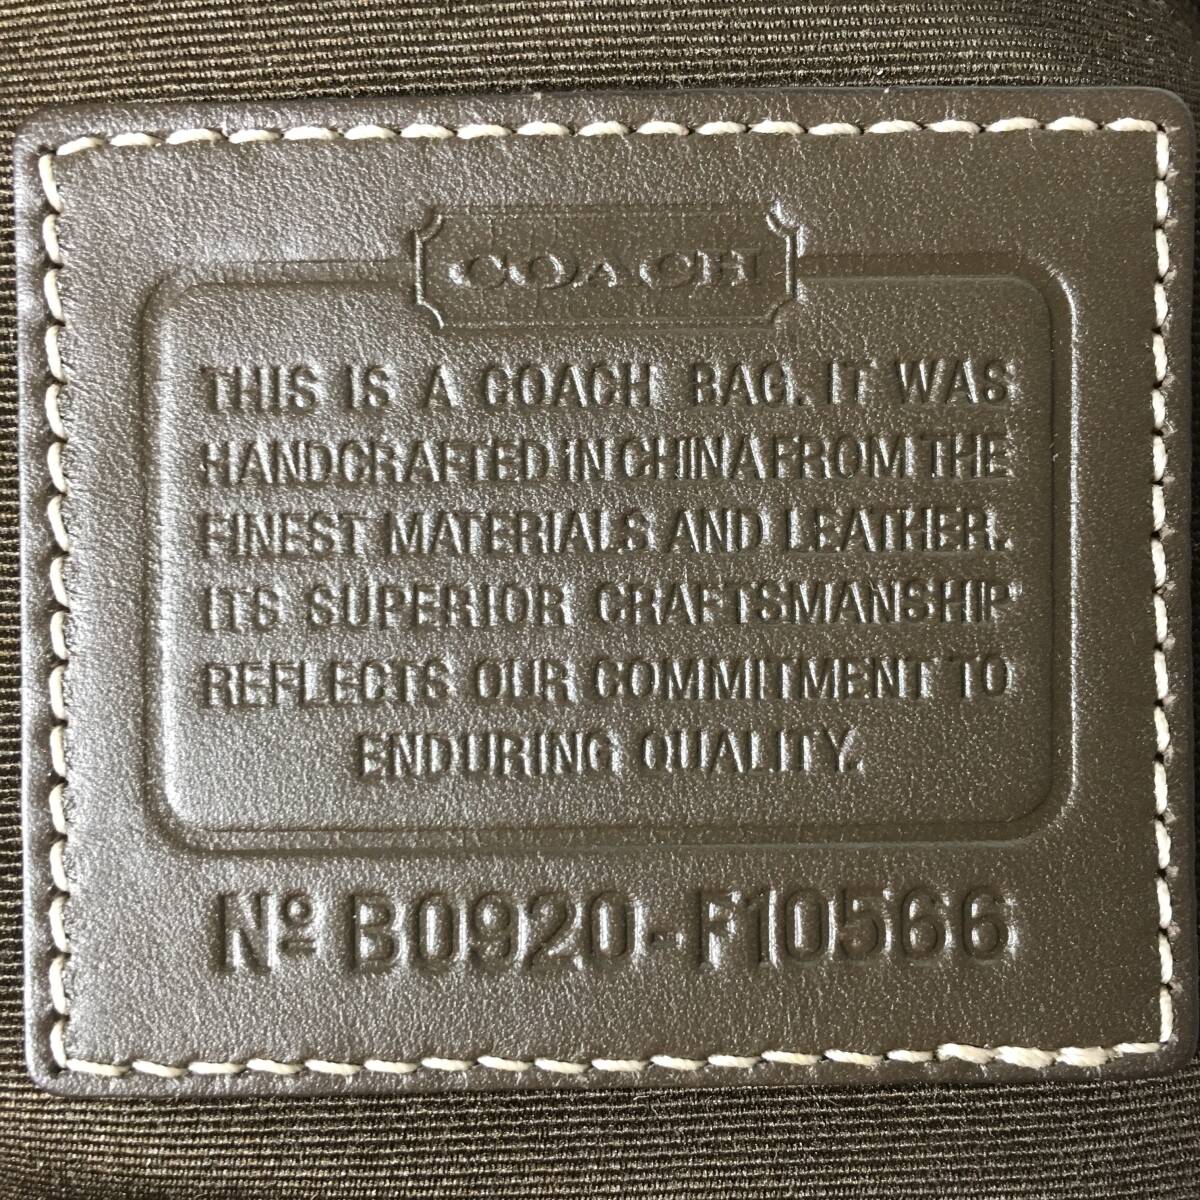 COACH
THIS IS A COACH BAG. IT WAS
HANDCRAFTED IN CHINA FROM THE
FINEST MATERIALS AND LEATHER.
ITS SUPERIOR CRAFTSMANSHIP
REFLECTS OUR COMMITMENT TO
ENDURING QUALITY.
Nº B0920-F10566